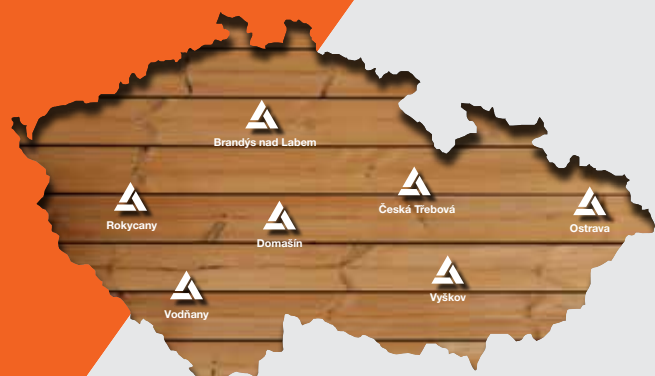 Brandýs nad Labem
Česká Třebová
Rokycany
Ostrava
Domašín
Vyškov
Vodňany